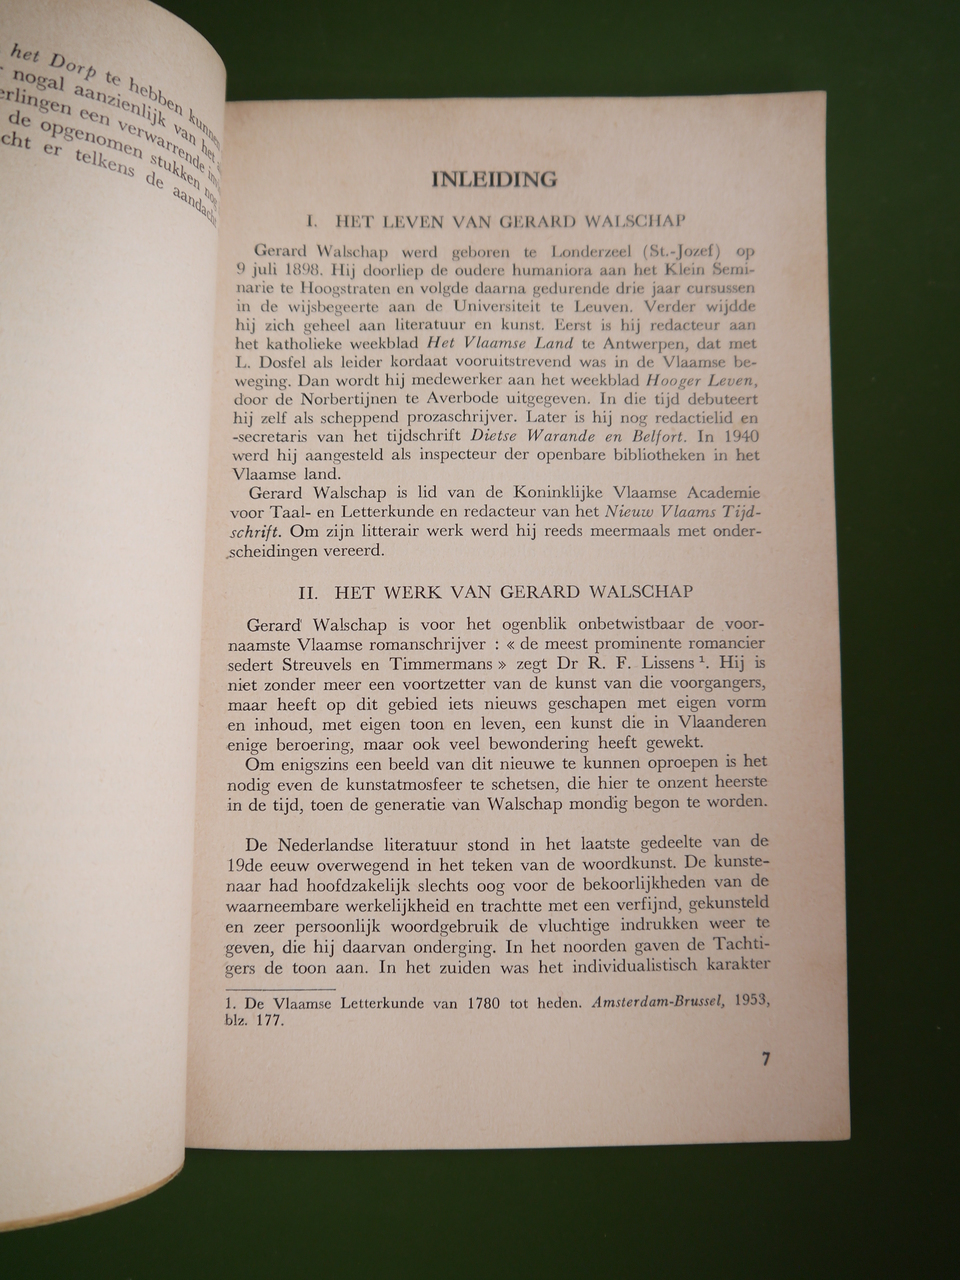 het Dorp te hebben
nogal aanzienlijk van het
een verwarrende
de opgenomen stukken
er telkens de aandacht
INLEIDING
I. HET LEVEN VAN GERARD WALSCHAP
Gerard Walschap werd geboren te Londerzeel (St.-Jozef) op
9 juli 1898. Hij doorliep de oudere humaniora aan het Klein Semi-
narie te Hoogstraten en volgde daarna gedurende drie jaar cursussen
in de wijsbegeerte aan de Universiteit te Leuven. Verder wijdde
hij zich geheel aan literatuur en kunst. Eerst is hij redacteur aan
het katholieke weekblad Het Vlaamse Land te Antwerpen, dat met
L. Dosfel als leider kordaat vooruitstrevend was in de Vlaamse be-
weging. Dan wordt hij medewerker aan het weekblad Hooger Leven,
door de Norbertijnen te Averbode uitgegeven. In die tijd debuteert
hij zelf als scheppend prozaschrijver. Later is hij nog redactielid en
-secretaris van het tijdschrift Dietse Warande en Belfort. In 1940
werd hij aangesteld als inspecteur der openbare bibliotheken in het
Vlaamse land.
Gerard Walschap is lid van de Koninklijke Vlaamse Academie
voor Taal- en Letterkunde en redacteur van het Nieuw Vlaams Tijd-
schrift. Om zijn litterair werk werd hij reeds meermaals met onder-
scheidingen vereerd.
II. HET WERK VAN GERARD WALSCHAP
Gerard Walschap is voor het ogenblik onbetwistbaar de voor-
naamste Vlaamse romanschrijver : « de meest prominente romancier
sedert Streuvels en Timmermans » zegt Dr R. F. Lissens ¹. Hij is
niet zonder meer een voortzetter van de kunst van die voorgangers,
maar heeft op dit gebied iets nieuws geschapen met eigen vorm
en inhoud, met eigen toon en leven, een kunst die in Vlaanderen
enige beroering, maar ook veel bewondering heeft gewekt.
Om enigszins een beeld van dit nieuwe te kunnen oproepen is het
nodig even de kunstatmosfeer te schetsen, die hier te onzent heerste
in de tijd, toen de generatie van Walschap mondig begon te worden.
De Nederlandse literatuur stond in het laatste gedeelte van de
19de eeuw overwegend in het teken van de woordkunst. De kunste-
naar had hoofdzakelijk slechts oog voor de bekoorlijkheden van de
waarneembare werkelijkheid en trachtte met een verfijnd, gekunsteld
en zeer persoonlijk woordgebruik de vluchtige indrukken weer te
geven, die hij daarvan onderging. In het noorden gaven de Tachti-
gers de toon aan. In het zuiden was het individualistisch karakter
1. De Vlaamse Letterkunde van 1780 tot heden. Amsterdam-Brussel, 1953,
blz. 177.
7